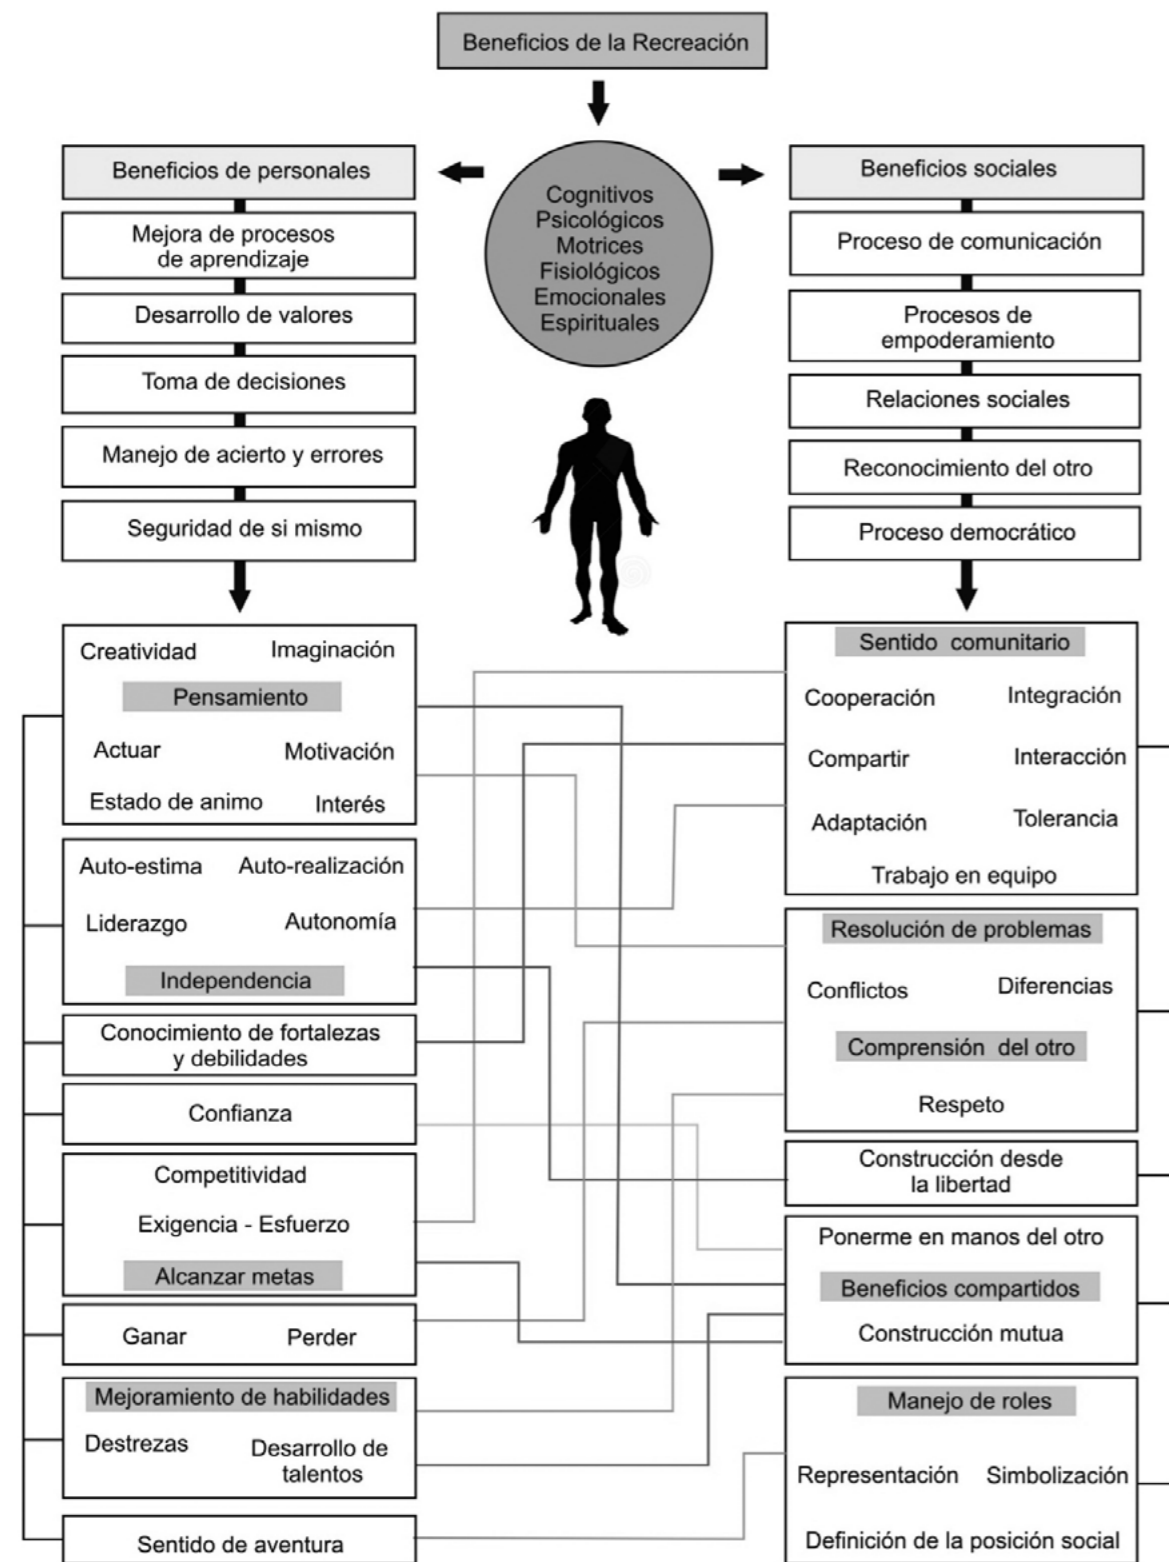 Beneficios de la Recreación
Cognitivos
Psicológicos
Motrices
Fisiológicos
Emocionales
Espirituales
Beneficios de personales
Mejora de procesos
de aprendizaje
Desarrollo de valores
Toma de decisiones
Manejo de acierto y errores
Seguridad de si mismo
Creatividad Imaginación
Pensamiento
Actuar Motivación
Estado de animo Interés
Auto-estima Auto-realización
Liderazgo Autonomía
Independencia
Conocimiento de fortalezas
y debilidades
Confianza
Competitividad
Exigencia - Esfuerzo
Alcanzar metas
Ganar Perder
Mejoramiento de habilidades
Destrezas Desarrollo de
talentos
Sentido de aventura
Beneficios sociales
Proceso de comunicación
Procesos de
empoderamiento
Relaciones sociales
Reconocimiento del otro
Proceso democrático
Sentido comunitario
Cooperación Integración
Compartir Interacción
Adaptación Tolerancia
Trabajo en equipo
Resolución de problemas
Conflictos Diferencias
Comprensión del otro
Respeto
Construcción desde
la libertad
Ponerme en manos del otro
Beneficios compartidos
Construcción mutua
Manejo de roles
Representación Simbolización
Definición de la posición social